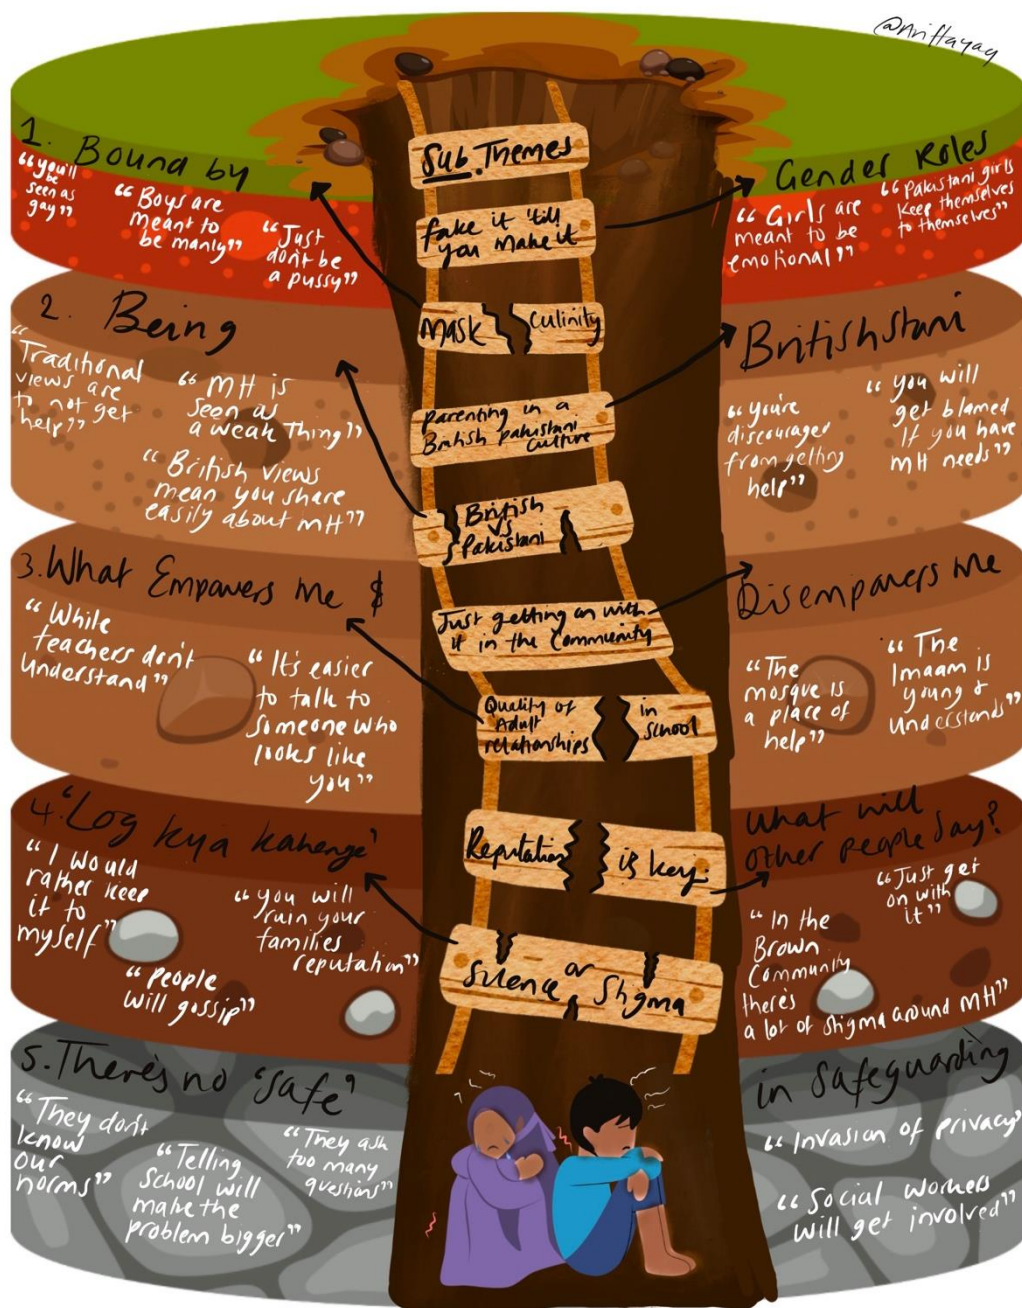 @nriftayay
1. Bound by
Gender Roles
"you'll
be
seen as
gay"
"Boys are
meant to
be manly"
"Just
don't be
a pussy"
"Girls are
meant to be
emotional"
"Pakistani girls
keep themselves
to themselves"
Sub.Themes
fake it 'till
you make it
Mask culinity
2. Being
Britishstani
"Traditional
views are
to not get
help"
"MH is
seen as
a weak thing"
"British views
mean you share
easily about MH"
"you're
discouraged
from getting
help"
"you will
get blamed
If you have
MH needs"
Parenting in a
British Pakistani
Culture
British
vs
Pakistani
3. What Empowers me &
Disempowers me
"While
teachers don't
understand"
"It's easier
to talk to
someone who
looks like
you"
"The
mosque is
a place of
help"
"The
Imaam is
young &
understands"
Just getting on with
it in the Community
Quality of
Adult
relationships
in
school
4. 'Log kya kahenge'
What will
other people say?
"I would
rather keep
it to
myself"
"you will
ruin your
families
reputation"
"people
will gossip"
"In the
Brown
Community
there's
a lot of stigma around MH"
"Just get
on with
it"
Reputation is key.
Silence or Stigma
5. There's no 'safe'
in Safeguarding
"They don't
know
our
norms"
"Telling
School will
make the
problem bigger"
"They ask
too many
questions"
"Invasion of privacy"
"Social workers
will get involved"